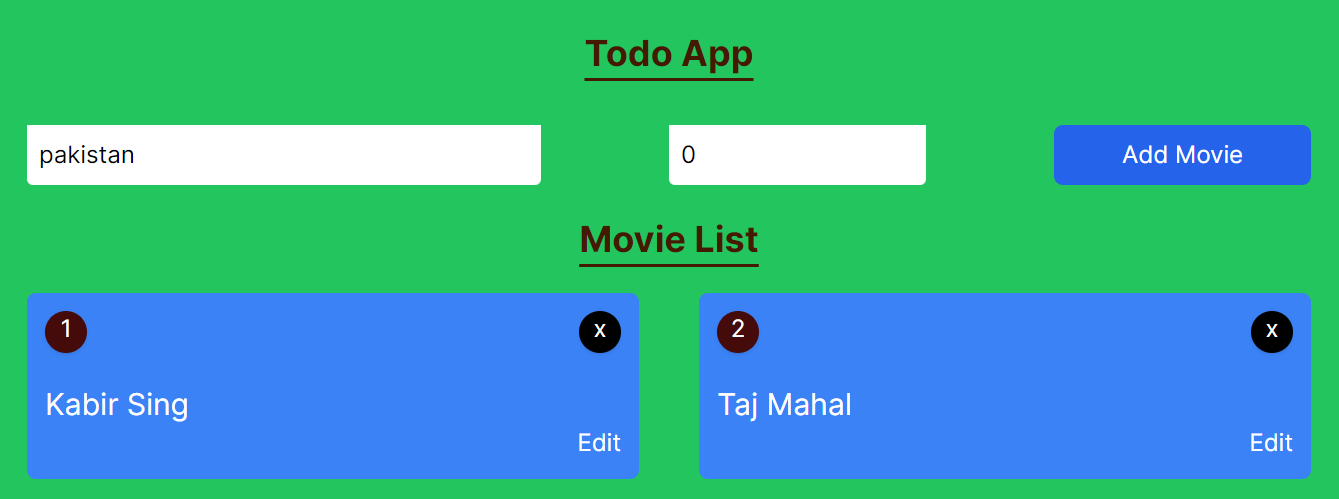 Todo App
pakistan 0 Add Movie
Movie List
1 x 2 x
Kabir Sing Taj Mahal
Edit Edit